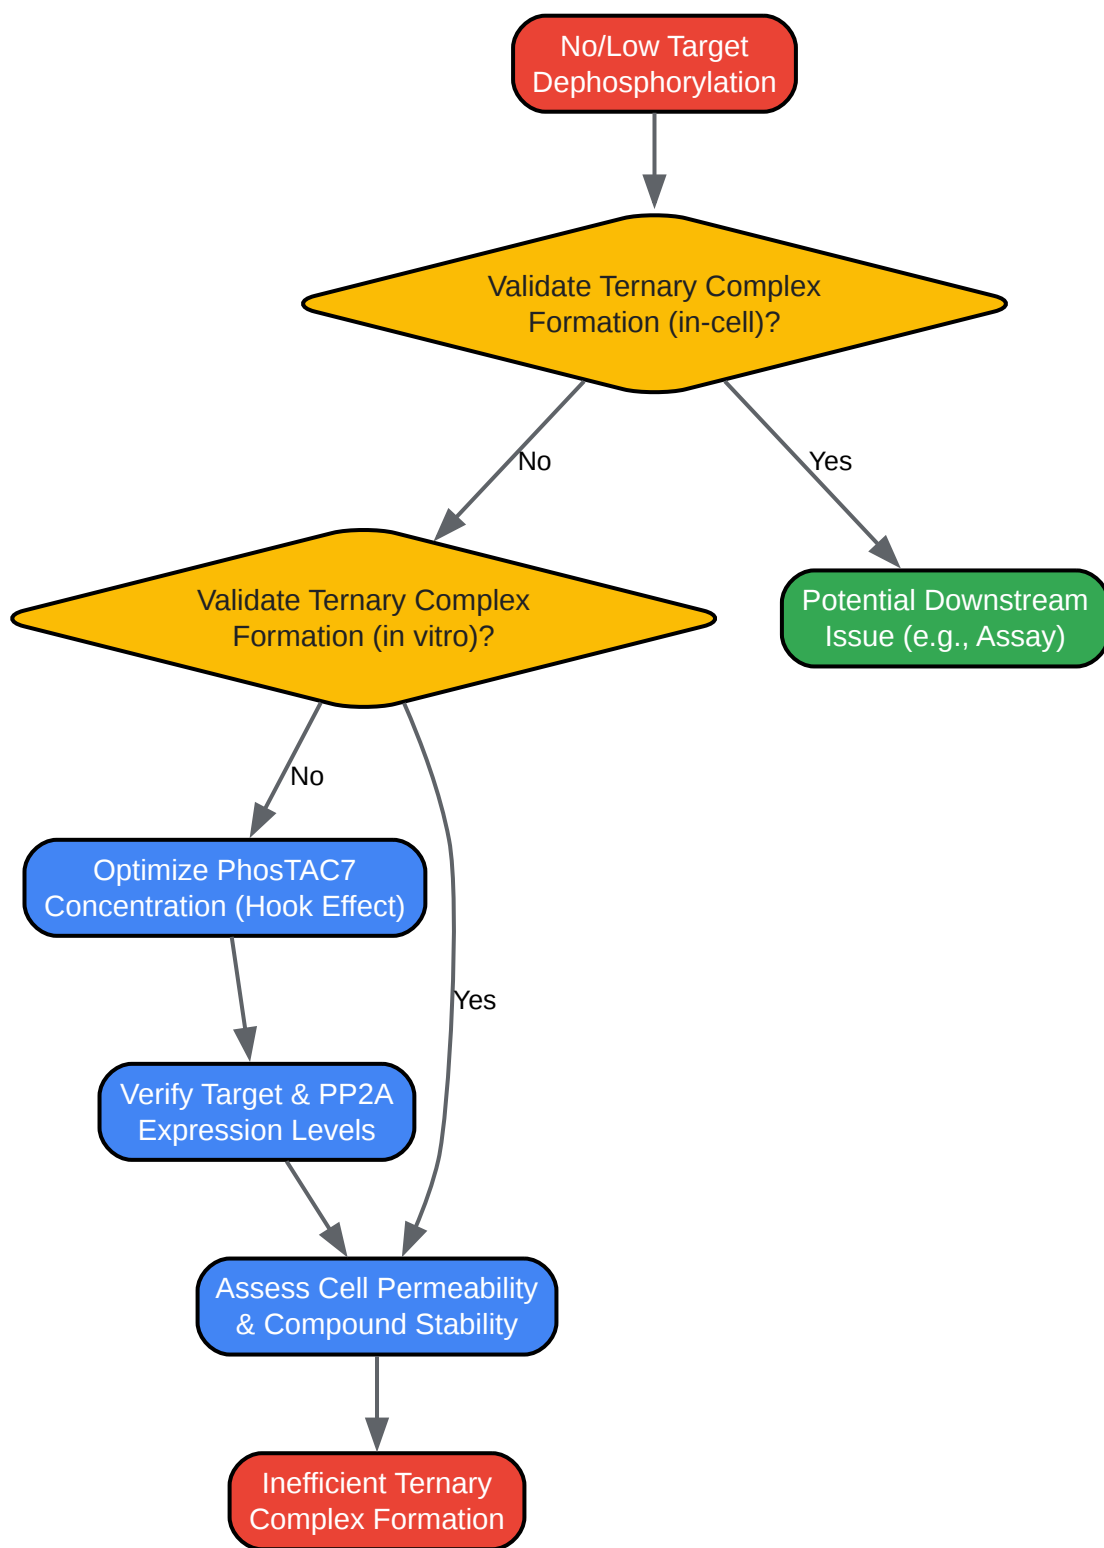 No/Low Target
Dephosphorylation
Validate Ternary Complex
Formation (in-cell)?
No
Yes
Validate Ternary Complex
Formation (in vitro)?
Potential Downstream
Issue (e.g., Assay)
No
Optimize PhosTAC7
Concentration (Hook Effect)
Yes
Verify Target & PP2A
Expression Levels
Assess Cell Permeability
& Compound Stability
Inefficient Ternary
Complex Formation